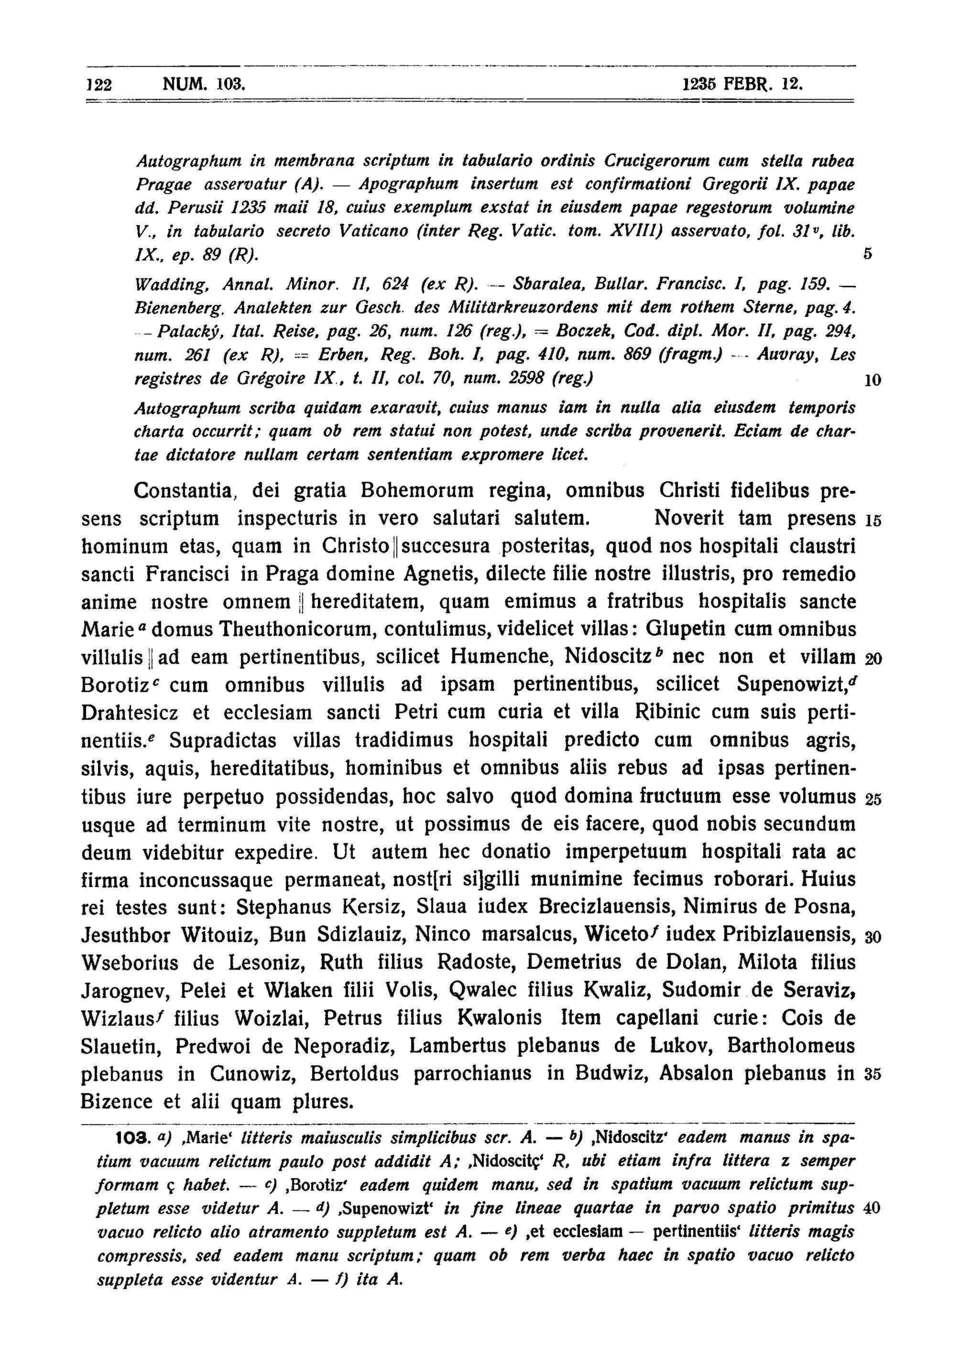 122 NUM. 103. 1235 FEBR. 12.
Autographum in membrana scriptum in tabulario ordinis Crucigerorum cum stella rubea
Pragae asservatur (A). — Apographum insertum est confirmationi Gregorii IX. papae
dd. Perusii 1235 maii 18, cuius exemplum exstat in eiusdem papae regestorum volumine
V., in tabulario secreto Vaticano (inter Reg. Vatic. tom. XVIII) asservato, fol. 31v, lib.
IX., ep. 89 (R). 5
Wadding, Annal. Minor. II, 624 (ex R). — Sbaralea, Bullar. Francisc. I, pag. 159. —
Bienenberg, Analekten zur Gesch. des Militärkreuzordens mit dem rothem Sterne, pag. 4.
— Palacký, Ital. Reise, pag. 26, num. 126 (reg.), = Boczek, Cod. dipl. Mor. II, pag. 294,
num. 261 (ex R), = Erben, Reg. Boh. I, pag. 410, num. 869 (fragm.) — Auvray, Les
registres de Grégoire IX., t. II, col. 70, num. 2598 (reg.) 10
Autographum scriba quidam exaravit, cuius manus iam in nulla alia eiusdem temporis
charta occurrit; quam ob rem statui non potest, unde scriba provenerit. Eciam de char-
tae dictatore nullam certam sententiam expromere licet.
Constantia, dei gratia Bohemorum regina, omnibus Christi fidelibus pre-
sens scriptum inspecturis in vero salutari salutem. Noverit tam presens 15
hominum etas, quam in Christo || succesura posteritas, quod nos hospitali claustri
sancti Francisci in Praga domine Agnetis, dilecte filie nostre illustris, pro remedio
anime nostre omnem || hereditatem, quam emimus a fratribus hospitalis sancte
Marie a domus Theuthonicorum, contulimus, videlicet villas: Glupetin cum omnibus
villulis || ad eam pertinentibus, scilicet Humenche, Nidoscitz b nec non et villam 20
Borotiz c cum omnibus villulis ad ipsam pertinentibus, scilicet Supenowizt, d
Drahtesicz et ecclesiam sancti Petri cum curia et villa Ribinic cum suis perti-
nentiis. e Supradictas villas tradidimus hospitali predicto cum omnibus agris,
silvis, aquis, hereditatibus, hominibus et omnibus aliis rebus ad ipsas pertinen-
tibus iure perpetuo possidendas, hoc salvo quod domina fructuum esse volumus 25
usque ad terminum vite nostre, ut possimus de eis facere, quod nobis secundum
deum videbitur expedire. Ut autem hec donatio imperpetuum hospitali rata ac
firma inconcussaque permaneat, nost[ri si]gilli munimine fecimus roborari. Huius
rei testes sunt: Stephanus Kersiz, Slaua iudex Brecizlauensis, Nimirus de Posna,
Jesuthbor Witouiz, Bun Sdizlauiz, Ninco marsalcus, Wiceto f iudex Pribizlauensis, 30
Wseborius de Lesoniz, Ruth filius Radoste, Demetrius de Dolan, Milota filius
Jarognev, Pelei et Wlaken filii Volis, Qwalec filius Kwaliz, Sudomir de Seraviz,
Wizlaus f filius Woizlai, Petrus filius Kwalonis Item capellani curie: Cois de
Slauetin, Predwoi de Neporadiz, Lambertus plebanus de Lukov, Bartholomeus
plebanus in Cunowiz, Bertoldus parrochianus in Budwiz, Absalon plebanus in 35
Bizence et alii quam plures.
103. a) ‚Marie‘ litteris maiusculis simplicibus scr. A. — b) ‚Nidoscitz‘ eadem manus in spa-
tium vacuum relictum paulo post addidit A; ‚Nidoscitç‘ R, ubi etiam infra littera z semper
formam ç habet. — c) ‚Borotiz‘ eadem quidem manu, sed in spatium vacuum relictum sup-
pletum esse videtur A. — d) ‚Supenowizt‘ in fine lineae quartae in parvo spatio primitus 40
vacuo relicto alio atramento suppletum est A. — e) ‚et ecclesiam — pertinentiis‘ litteris magis
compressis, sed eadem manu scriptum; quam ob rem verba haec in spatio vacuo relicto
suppleta esse videntur A. — f) ita A.